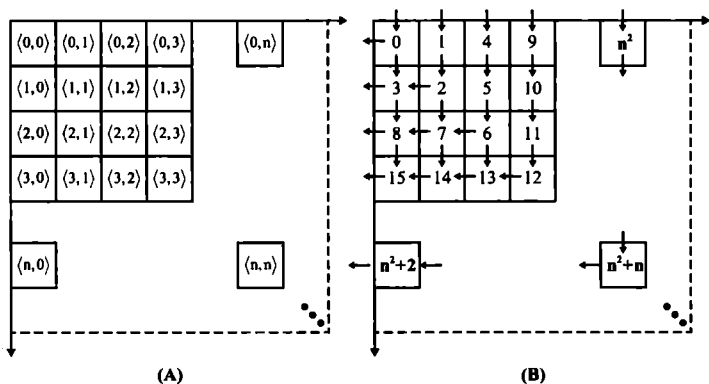 ⟨0,0⟩ ⟨0,1⟩ ⟨0,2⟩ ⟨0,3⟩ ⟨0,n⟩
⟨1,0⟩ ⟨1,1⟩ ⟨1,2⟩ ⟨1,3⟩
⟨2,0⟩ ⟨2,1⟩ ⟨2,2⟩ ⟨2,3⟩
⟨3,0⟩ ⟨3,1⟩ ⟨3,2⟩ ⟨3,3⟩
⟨n,0⟩ ⟨n,n⟩
(A)
0 1 4 9 n²
3 2 5 10
8 7 6 11
15 14 13 12
n²+2 n²+n
(B)